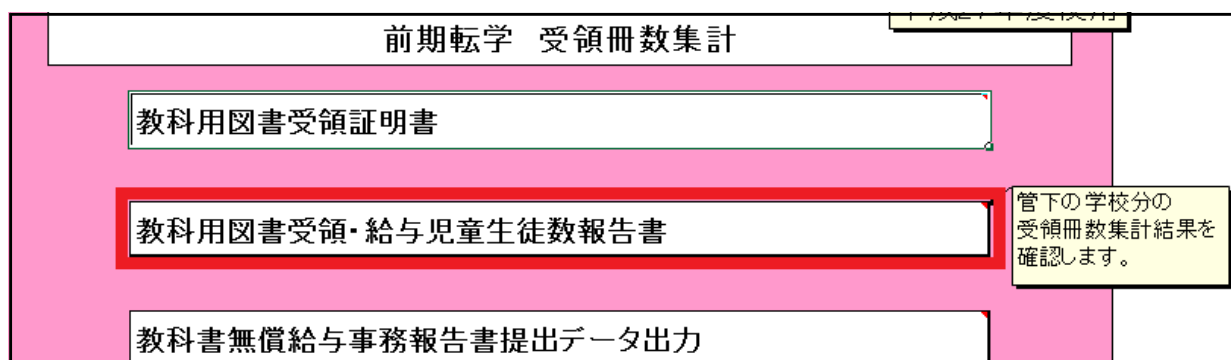 前期転学 受領冊数集計
教科用図書受領証明書
教科用図書受領・給与児童生徒数報告書
管下の学校分の
受領冊数集計結果を
確認します。
教科書無償給与事務報告書提出データ出力